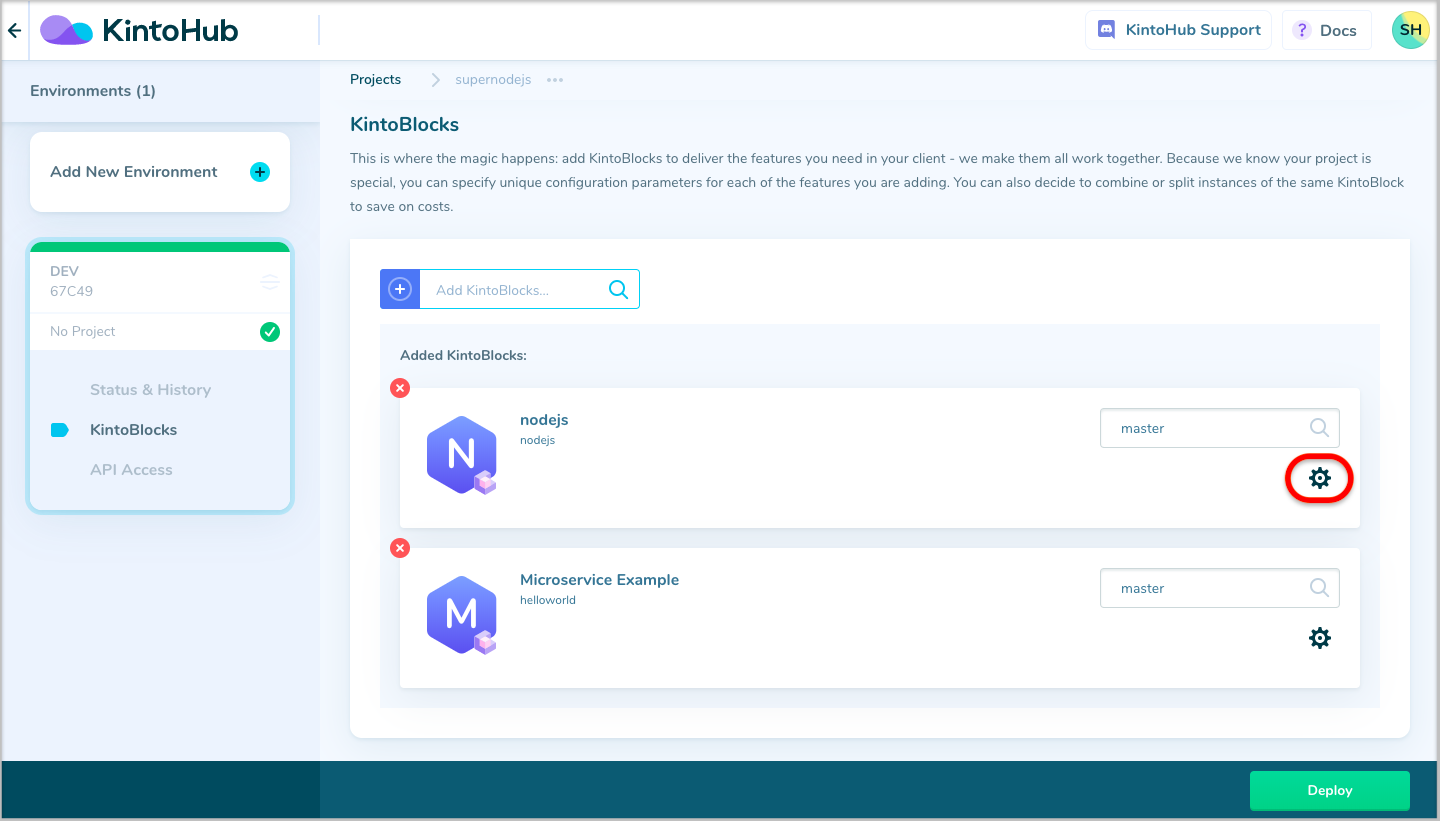 KintoHub
KintoHub Support
? Docs
SH
Environments (1)
Add New Environment
DEV
67C49
No Project
Status & History
KintoBlocks
API Access
Projects
supernodejs
KintoBlocks
This is where the magic happens: add KintoBlocks to deliver the features you need in your client - we make them all work together. Because we know your project is
special, you can specify unique configuration parameters for each of the features you are adding. You can also decide to combine or split instances of the same KintoBlock
to save on costs.
Add KintoBlocks...
Added KintoBlocks:
N
nodejs
nodejs
master
M
Microservice Example
helloworld
master
Deploy